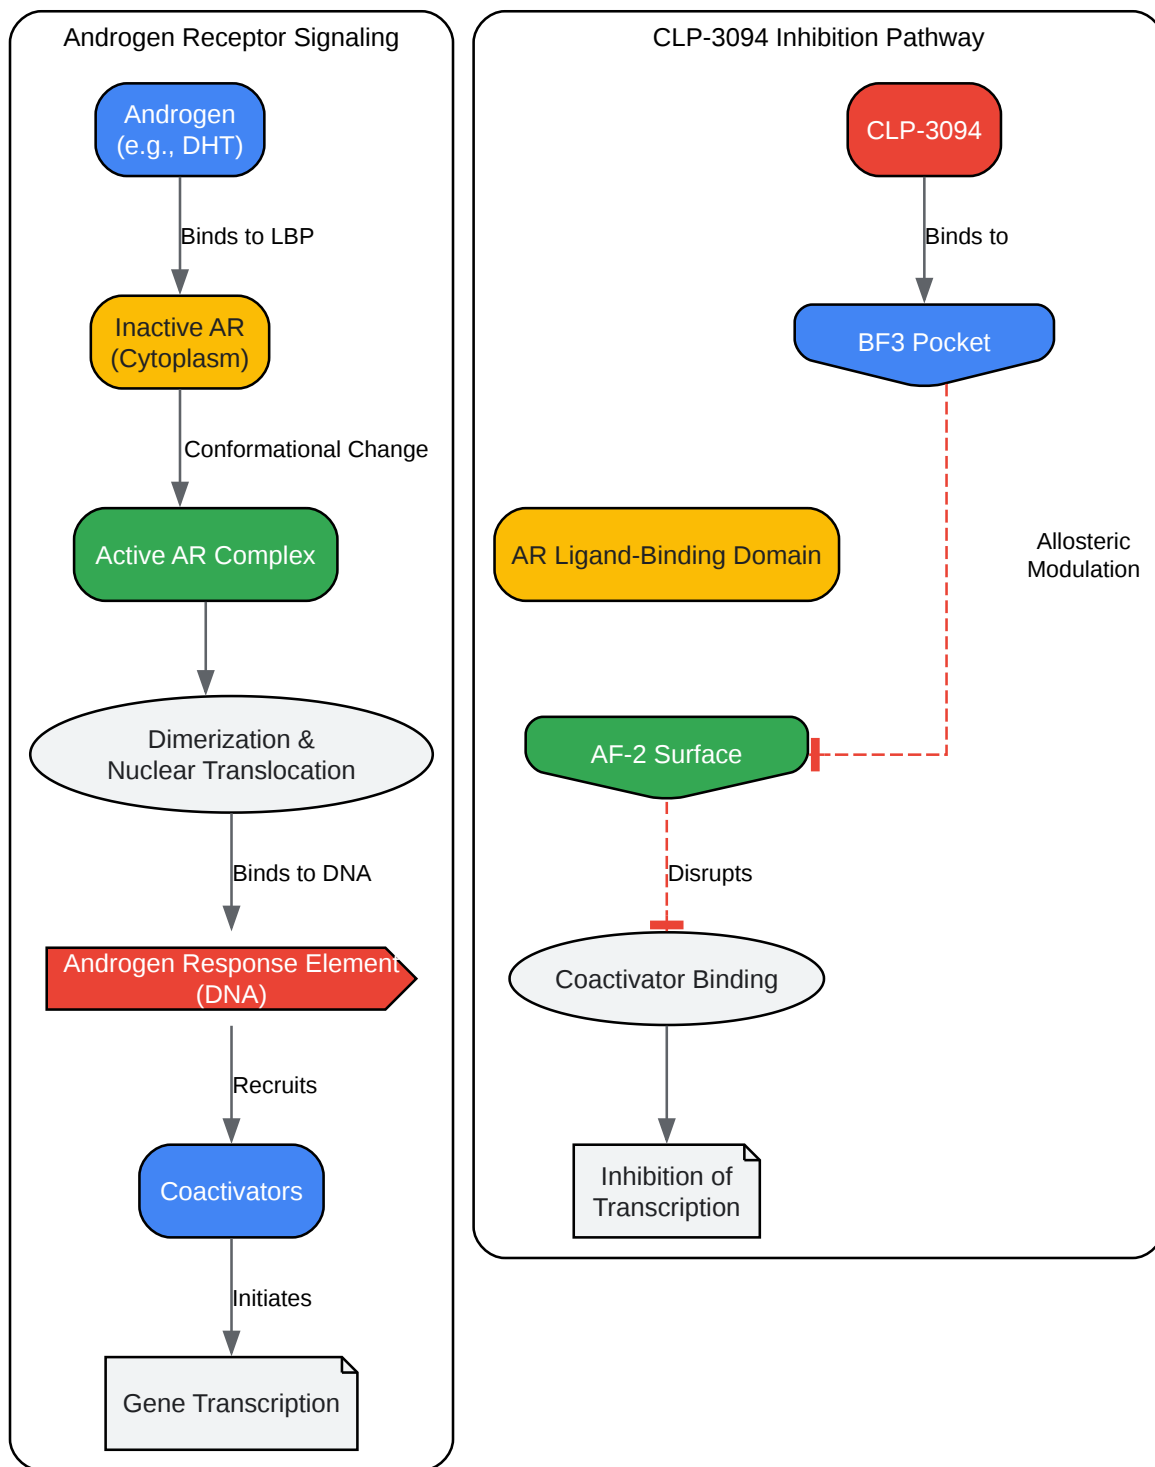 Androgen Receptor Signaling
Androgen
(e.g., DHT)
Binds to LBP
Inactive AR
(Cytoplasm)
Conformational Change
Active AR Complex
Dimerization &
Nuclear Translocation
Binds to DNA
Androgen Response Element
(DNA)
Recruits
Coactivators
Initiates
Gene Transcription
CLP-3094 Inhibition Pathway
CLP-3094
Binds to
BF3 Pocket
Allosteric
Modulation
AR Ligand-Binding Domain
AF-2 Surface
Disrupts
Coactivator Binding
Inhibition of
Transcription